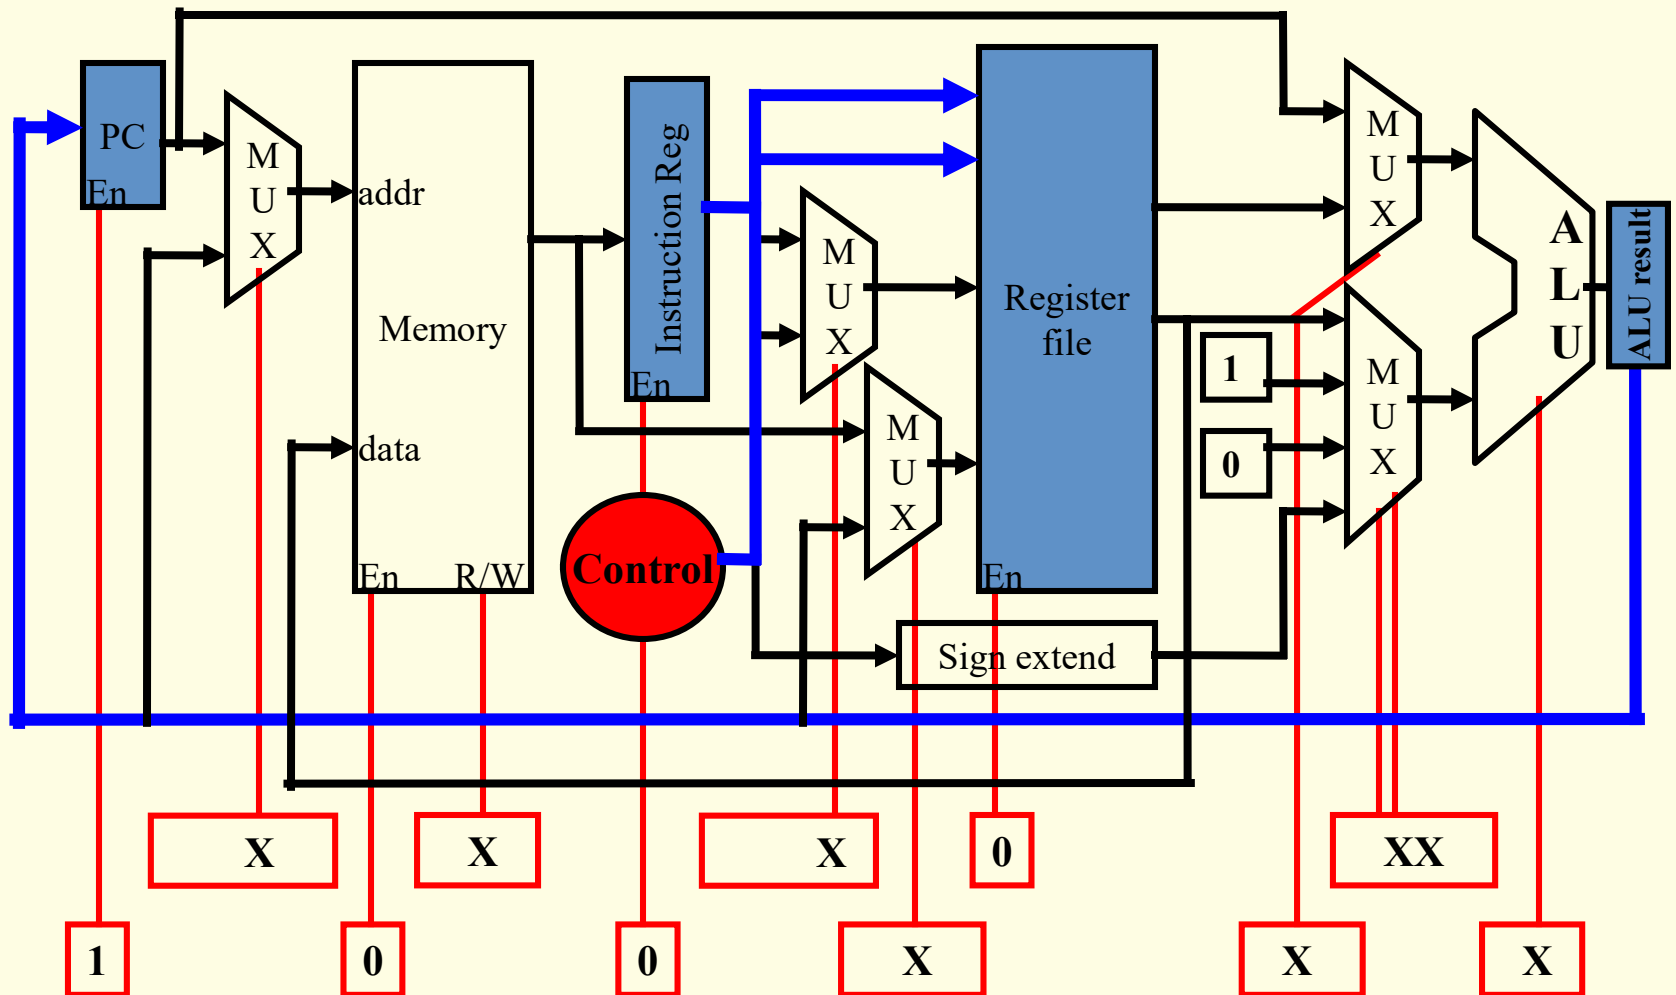 PC
En
M
U
X
addr
Memory
data
En
R/W
Instruction Reg
En
Control
M
U
X
M
U
X
Register
file
En
Sign extend
M
U
X
1
0
M
U
X
A
L
U
ALU result
X
X
X
0
XX
1
0
0
X
X
X